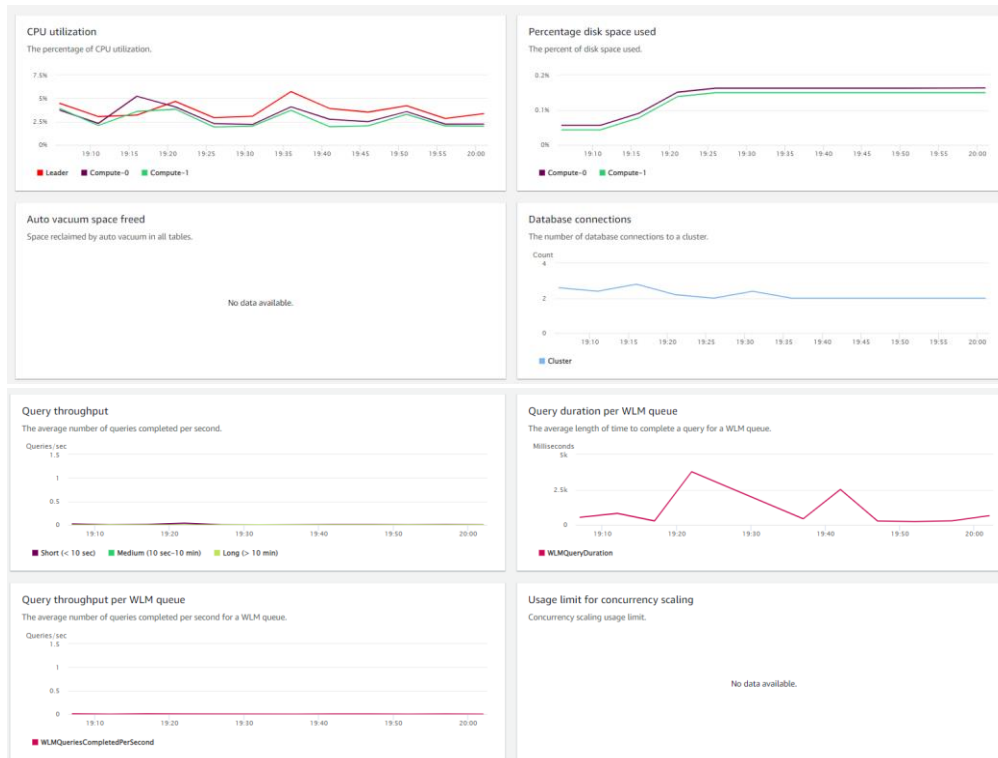 CPU utilization
The percentage of CPU utilization.
7.5%
5%
2.5%
0%
19:10 19:15 19:20 19:25 19:30 19:35 19:40 19:45 19:50 19:55 20:00
Leader Compute-0 Compute-1
Percentage disk space used
The percent of disk space used.
0.2%
0.1%
0%
19:10 19:15 19:20 19:25 19:30 19:35 19:40 19:45 19:50 19:55 20:00
Compute-0 Compute-1
Auto vacuum space freed
Space reclaimed by auto vacuum in all tables.
No data available.
Database connections
The number of database connections to a cluster.
Count
4
2
0
19:10 19:15 19:20 19:25 19:30 19:35 19:40 19:45 19:50 19:55 20:00
Cluster
Query throughput
The average number of queries completed per second.
Queries/sec
1.5
1
0.5
0
19:10 19:20 19:30 19:40 19:50 20:00
Short (< 10 sec) Medium (10 sec-10 min) Long (> 10 min)
Query duration per WLM queue
The average length of time to complete a query for a WLM queue.
Milliseconds
5k
2.5k
0
19:10 19:20 19:30 19:40 19:50 20:00
WLMQueryDuration
Query throughput per WLM queue
The average number of queries completed per second for a WLM queue.
Queries/sec
1.5
1
0.5
0
19:10 19:20 19:30 19:40 19:50 20:00
WLMQueriesCompletedPerSecond
Usage limit for concurrency scaling
Concurrency scaling usage limit.
No data available.